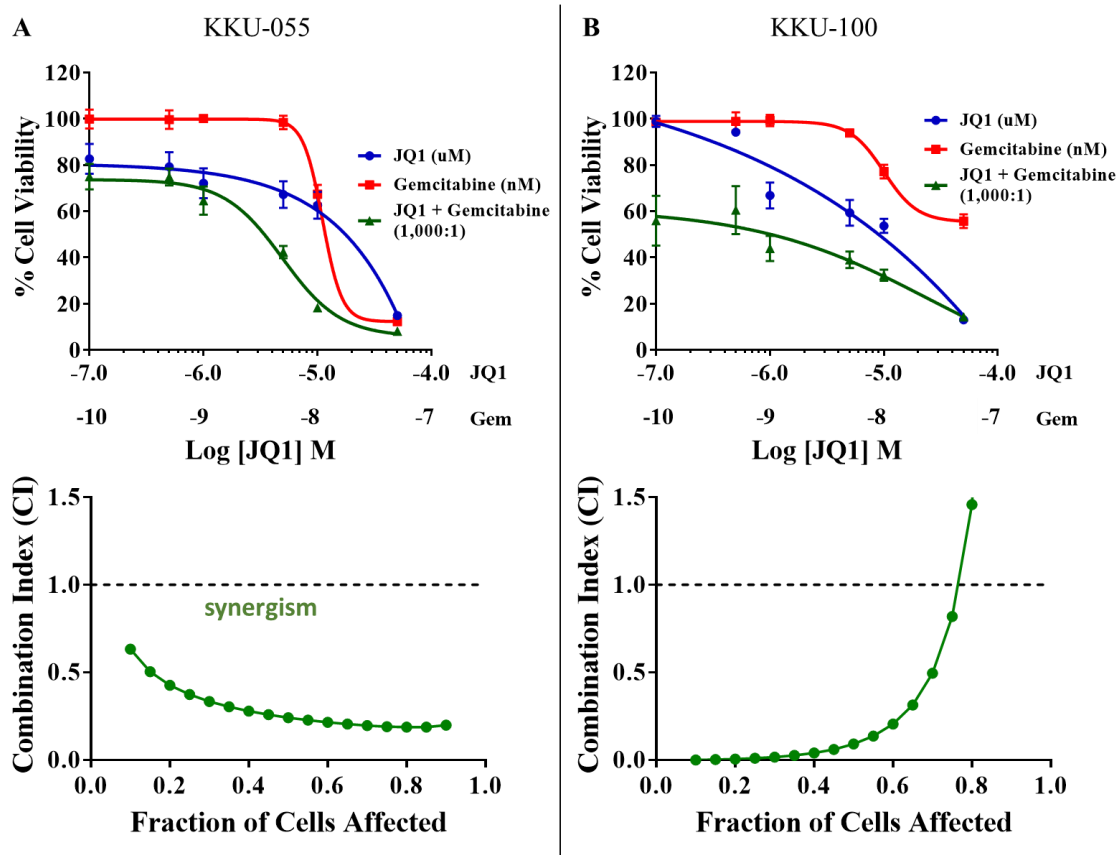 A
KKU-055
120
100
80
60
40
20
0
% Cell Viability
JQ1 (uM)
Gemcitabine (nM)
JQ1 + Gemcitabine
(1,000:1)
-7.0 -6.0 -5.0 -4.0 JQ1
-10 -9 -8 -7 Gem
Log [JQ1] M
1.5
1.0
0.5
0.0
Combination Index (CI)
synergism
0.0 0.2 0.4 0.6 0.8 1.0
Fraction of Cells Affected
B
KKU-100
120
100
80
60
40
20
0
% Cell Viability
JQ1 (uM)
Gemcitabine (nM)
JQ1 + Gemcitabine
(1,000:1)
-7.0 -6.0 -5.0 -4.0 JQ1
-10 -9 -8 -7 Gem
Log [JQ1] M
1.5
1.0
0.5
0.0
Combination Index (CI)
0.0 0.2 0.4 0.6 0.8 1.0
Fraction of Cells Affected